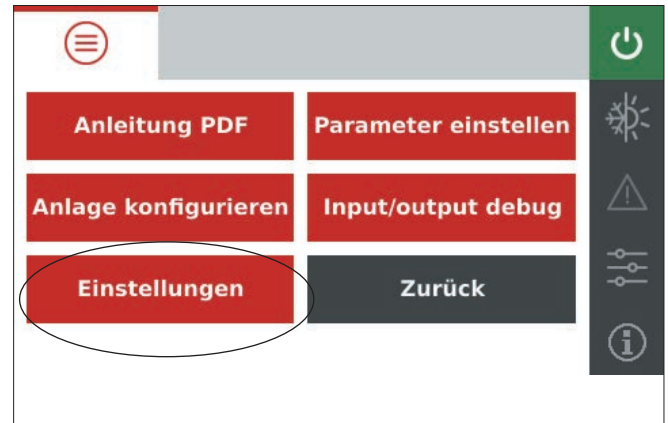 Anleitung PDF
Parameter einstellen
Anlage konfigurieren
Input/output debug
Einstellungen
Zurück